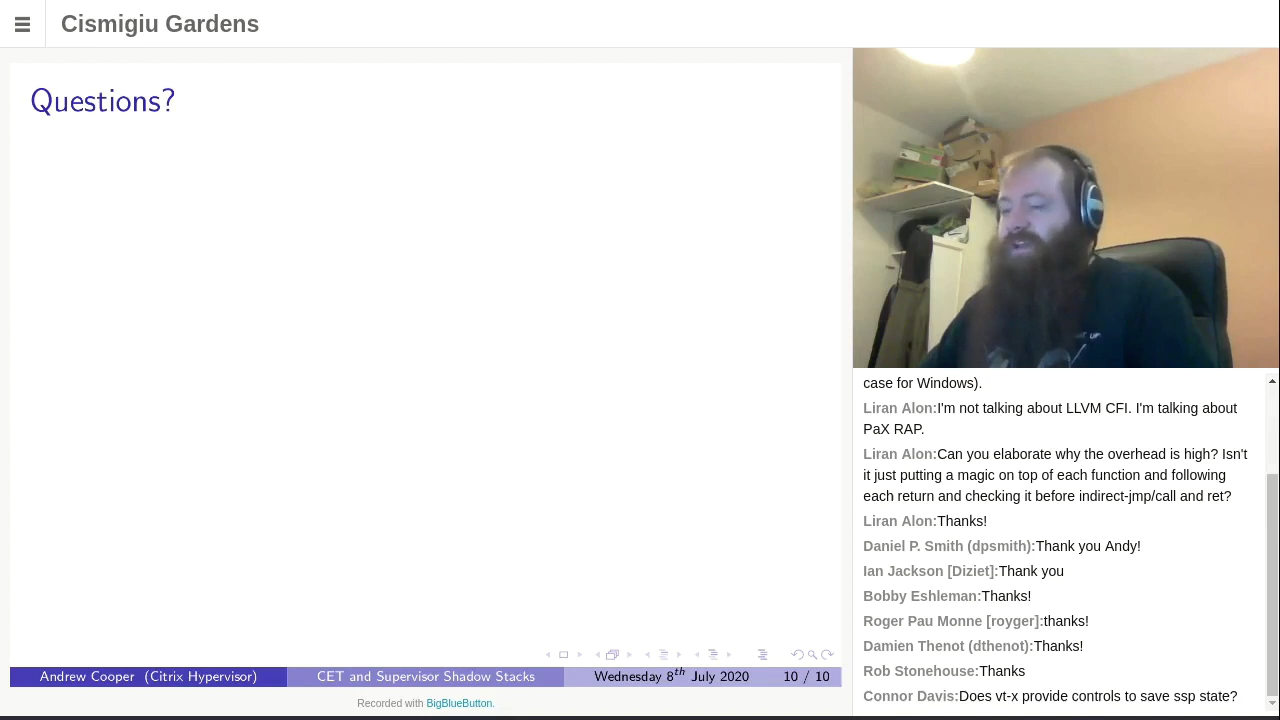 Cismigiu Gardens
Questions?
Andrew Cooper (Citrix Hypervisor)
CET and Supervisor Shadow Stacks
Wednesday 8th July 2020
10 / 10
Recorded with BigBlueButton.
case for Windows).
Liran Alon:I'm not talking about LLVM CFI. I'm talking about
PaX RAP.
Liran Alon:Can you elaborate why the overhead is high? Isn't
it just putting a magic on top of each function and following
each return and checking it before indirect-jmp/call and ret?
Liran Alon:Thanks!
Daniel P. Smith (dpsmith):Thank you Andy!
Ian Jackson [Diziet]:Thank you
Bobby Eshleman:Thanks!
Roger Pau Monne [royger]:thanks!
Damien Thenot (dthenot):Thanks!
Rob Stonehouse:Thanks
Connor Davis:Does vt-x provide controls to save ssp state?